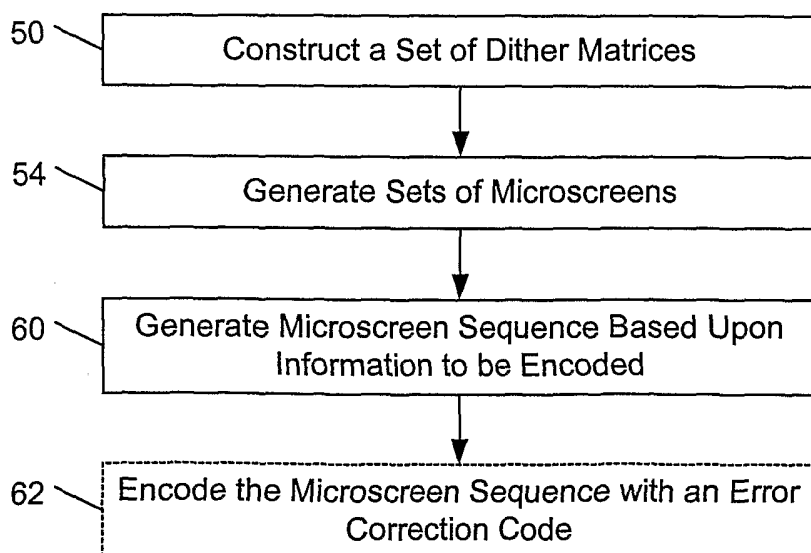 50
Construct a Set of Dither Matrices
54
Generate Sets of Microscreens
60
Generate Microscreen Sequence Based Upon
Information to be Encoded
62
Encode the Microscreen Sequence with an Error
Correction Code